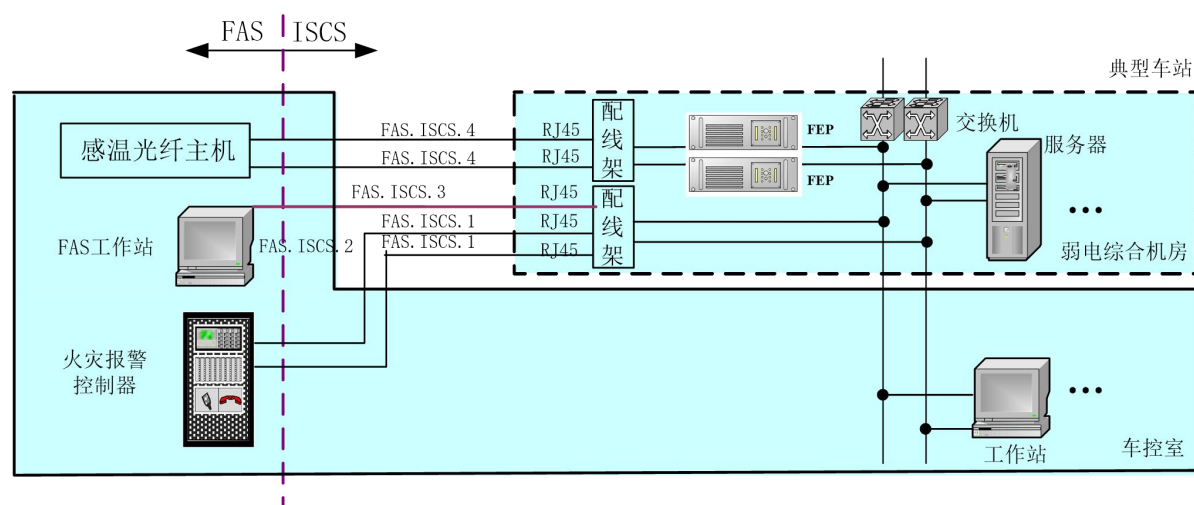 FAS ISCS
典型车站
感温光纤主机
FAS.ISCS.4
RJ45
FAS.ISCS.4
RJ45
配线架
FEP
FEP
交换机
服务器
FAS.ISCS.3
RJ45
FAS.ISCS.1
RJ45
FAS工作站
FAS.ISCS.2
FAS.ISCS.1
RJ45
配线架
弱电综合机房
火灾报警
控制器
工作站
车控室